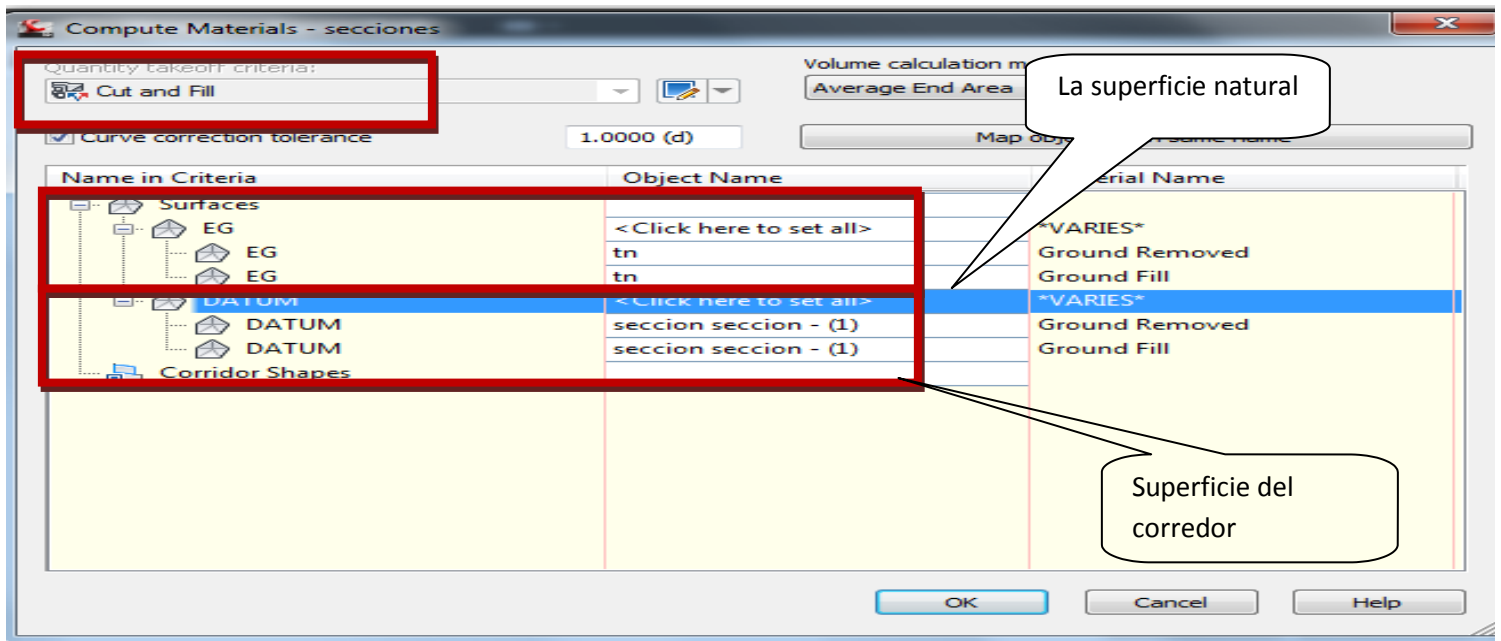 Compute Materials - secciones
Quantity takeoff criteria:
Volume calculation m
Cut and Fill
Average End Area
La superficie natural
Curve correction tolerance
1.0000 (d)
Map
Name in Criteria
Object Name
erial Name
Surfaces
EG
<Click here to set all>
*VARIES*
EG
tn
Ground Removed
EG
tn
Ground Fill
DATUM
<Click here to set all>
*VARIES*
DATUM
seccion seccion - (1)
Ground Removed
DATUM
seccion seccion - (1)
Ground Fill
Corridor Shapes
Superficie del
corredor
OK
Cancel
Help